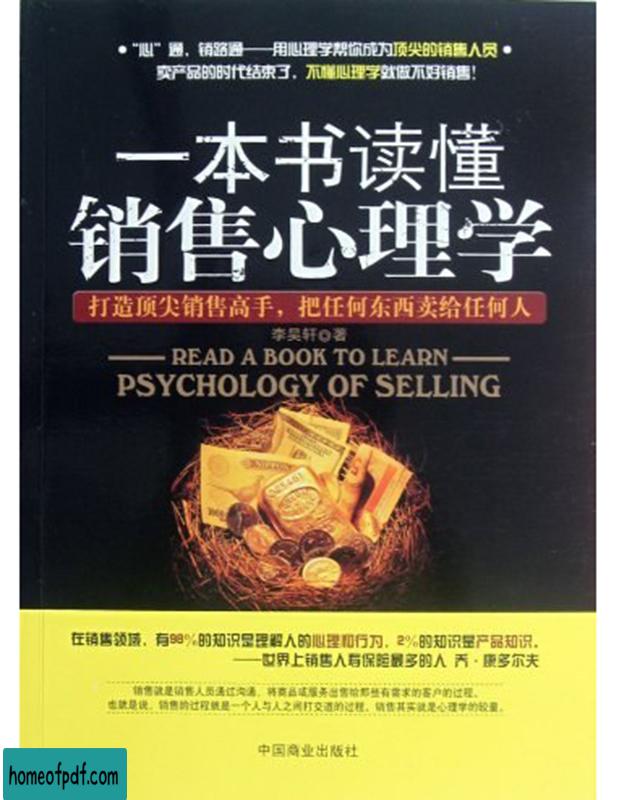 “心”通，销路通——用心理学帮你成为顶尖的销售人员
卖产品的时代结束了，不懂心理学就做不好销售！
一本书读懂
销售心理学
打造顶尖销售高手，把任何东西卖给任何人
李昊轩 著
READ A BOOK TO LEARN
PSYCHOLOGY OF SELLING
NIPPON
在销售领域，有98%的知识是理解人的心理和行为，2%的知识是产品知识。
——世界上销售人寿保险最多的人 乔·康多尔夫
销售就是销售人员通过沟通，将商品或服务出售给那些有需求的客户的过程。
也就是说，销售的过程就是一个人与人之间打交道的过程。销售其实就是心理学的较量。
中国商业出版社
homeofpdf.com